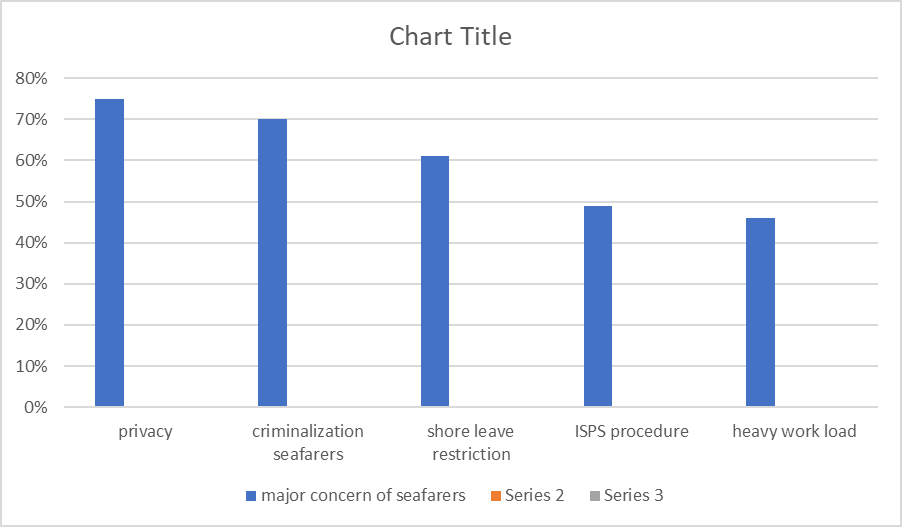 Chart Title
80%
70%
60%
50%
40%
30%
20%
10%
0%
privacy
criminalization
seafarers
shore leave
restriction
ISPS procedure
heavy work load
major concern of seafarers
Series 2
Series 3